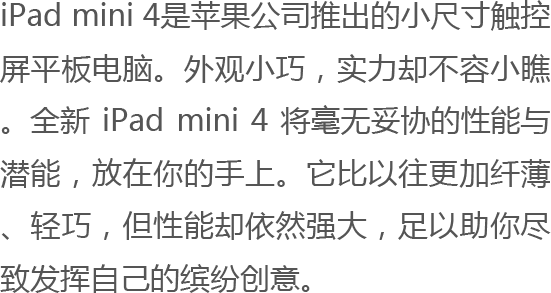 iPad mini 4是苹果公司推出的小尺寸触控
屏平板电脑。外观小巧，实力却不容小瞧
。全新 iPad mini 4 将毫无妥协的性能与
潜能，放在你的手上。它比以往更加纤薄
、轻巧，但性能却依然强大，足以助你尽
致发挥自己的缤纷创意。